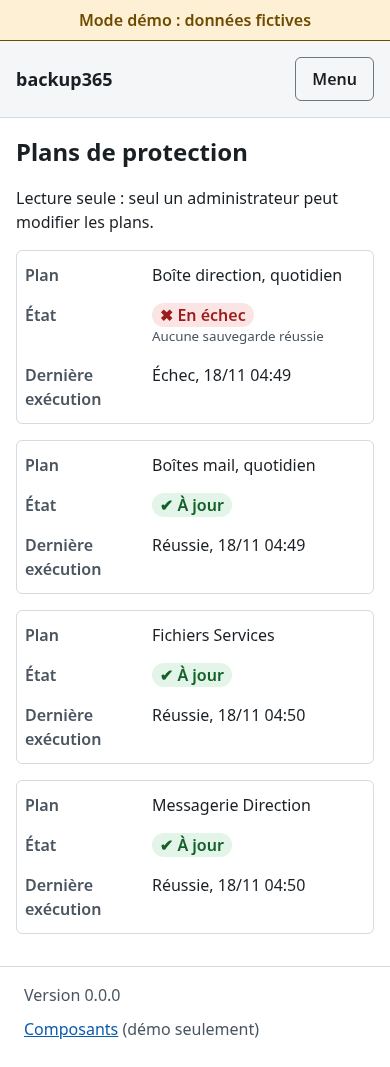 Mode démo : données fictives
backup365
Menu
Plans de protection
Lecture seule : seul un administrateur peut
modifier les plans.
Plan Boîte direction, quotidien
État ✖ En échec
Aucune sauvegarde réussie
Dernière exécution Échec, 18/11 04:49
Plan Boîtes mail, quotidien
État ✔ À jour
Dernière exécution Réussie, 18/11 04:49
Plan Fichiers Services
État ✔ À jour
Dernière exécution Réussie, 18/11 04:50
Plan Messagerie Direction
État ✔ À jour
Dernière exécution Réussie, 18/11 04:50
Version 0.0.0
Composants (démo seulement)